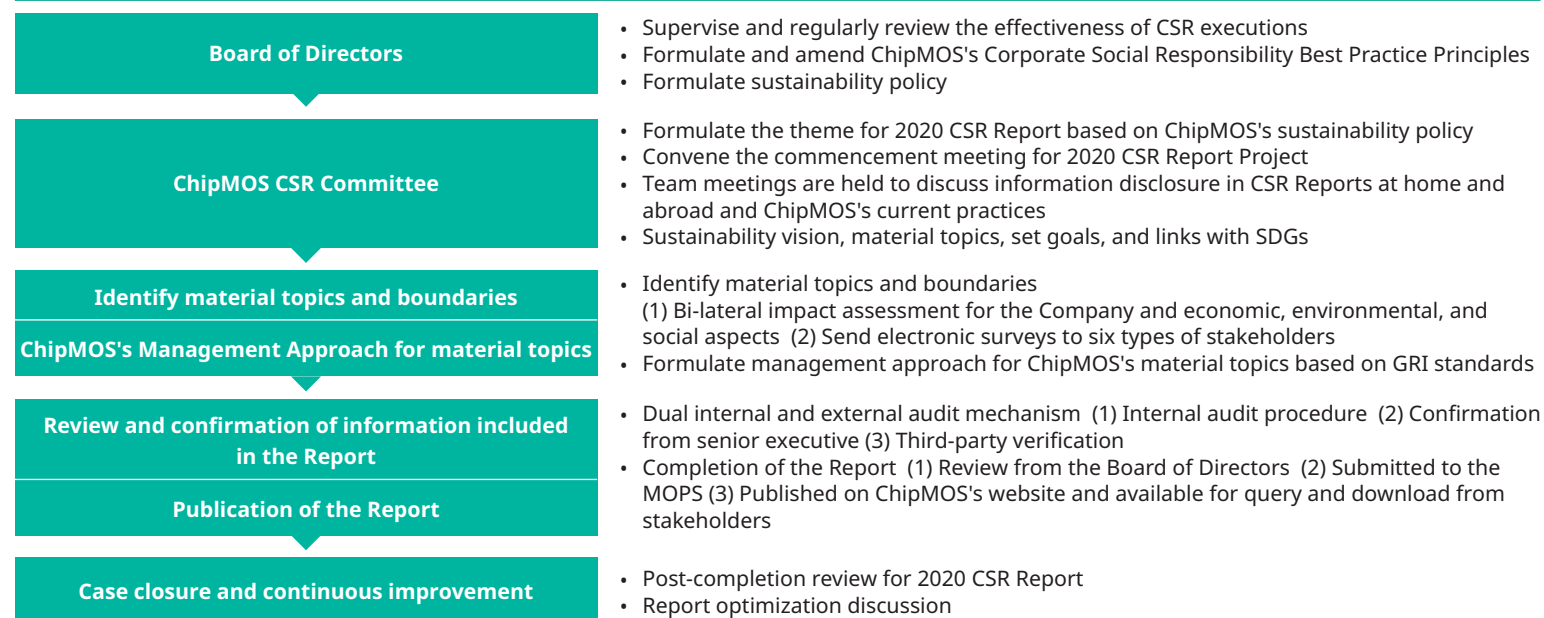 Board of Directors
• Supervise and regularly review the effectiveness of CSR executions
• Formulate and amend ChipMOS's Corporate Social Responsibility Best Practice Principles
• Formulate sustainability policy
ChipMOS CSR Committee
• Formulate the theme for 2020 CSR Report based on ChipMOS's sustainability policy
• Convene the commencement meeting for 2020 CSR Report Project
• Team meetings are held to discuss information disclosure in CSR Reports at home and
abroad and ChipMOS's current practices
• Sustainability vision, material topics, set goals, and links with SDGs
Identify material topics and boundaries
ChipMOS's Management Approach for material topics
• Identify material topics and boundaries
(1) Bi-lateral impact assessment for the Company and economic, environmental, and
social aspects (2) Send electronic surveys to six types of stakeholders
• Formulate management approach for ChipMOS's material topics based on GRI standards
Review and confirmation of information included
in the Report
Publication of the Report
• Dual internal and external audit mechanism (1) Internal audit procedure (2) Confirmation
from senior executive (3) Third-party verification
• Completion of the Report (1) Review from the Board of Directors (2) Submitted to the
MOPS (3) Published on ChipMOS's website and available for query and download from
stakeholders
Case closure and continuous improvement
• Post-completion review for 2020 CSR Report
• Report optimization discussion